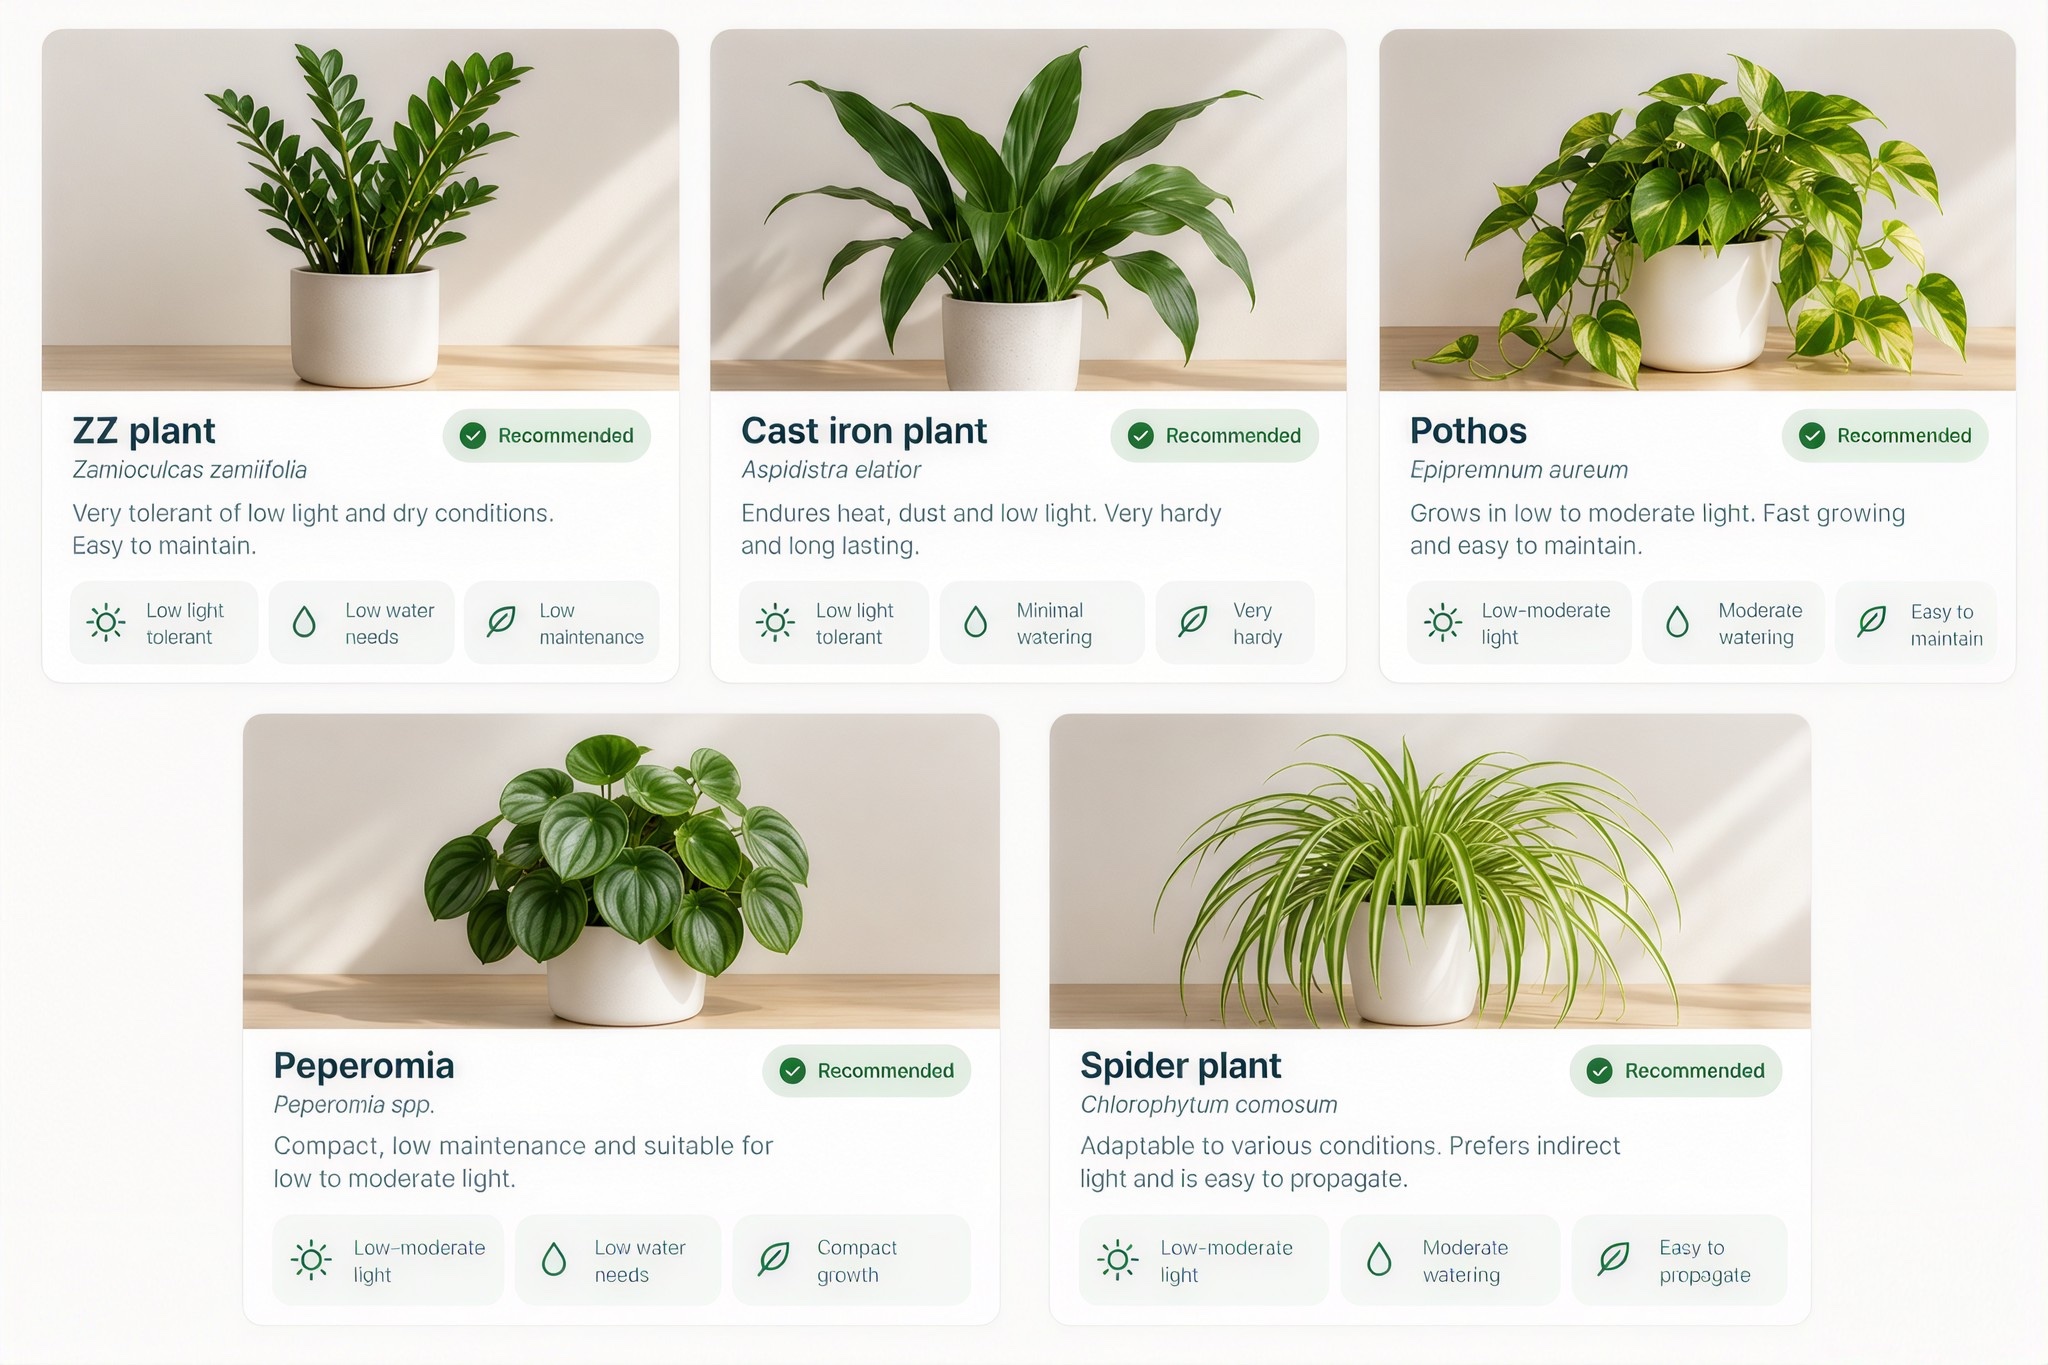 ZZ plant
Recommended
Zamioculcas zamiifolia
Very tolerant of low light and dry conditions.
Easy to maintain.
Low light
tolerant
Low water
needs
Low
maintenance
Cast iron plant
Recommended
Aspidistra elatior
Endures heat, dust and low light. Very hardy
and long lasting.
Low light
tolerant
Minimal
watering
Very
hardy
Pothos
Recommended
Epipremnum aureum
Grows in low to moderate light. Fast growing
and easy to maintain.
Low-moderate
light
Moderate
watering
Easy to
maintain
Peperomia
Recommended
Peperomia spp.
Compact, low maintenance and suitable for
low to moderate light.
Low-moderate
light
Low water
needs
Compact
growth
Spider plant
Recommended
Chlorophytum comosum
Adaptable to various conditions. Prefers indirect
light and is easy to propagate.
Low-moderate
light
Moderate
watering
Easy to
propagate